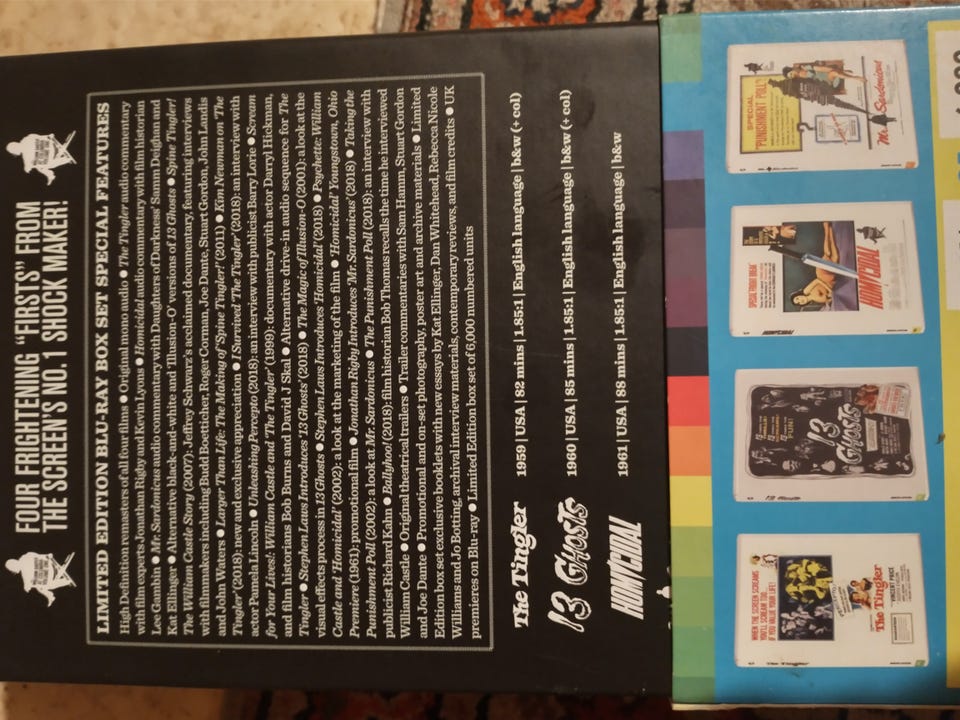 FOUR FRIGHTENING "FIRSTS" FROM
THE SCREEN'S NO. 1 SHOCK MAKER!
LIMITED EDITION BLU-RAY BOX SET SPECIAL FEATURES
High Definition remasters of all four films ● Original mono audio ● The Tingler audio commentary
with film experts Jonathan Rigby and Kevin Lyons ● Homicidal audio commentary with film historian
Lee Gambin ● Mr. Sardonicus audio commentary with Daughters of Darkness' Samm Deighan and
Kat Ellinger ● Alternative black-and-white and 'Illusion-O' versions of 13 Ghosts ● Spine Tingler!
The William Castle Story (2007): Jeffrey Schwarz's acclaimed documentary, featuring interviews
with filmmakers including Budd Boetticher, Roger Corman, Joe Dante, Stuart Gordon, John Landis
and John Waters ● Larger Than Life: The Making of 'Spine Tingler!' (2011) ● Kim Newman on 'The
Tingler' (2018): new and exclusive appreciation ● I Survived 'The Tingler' (2018): an interview with
actor Pamela Lincoln ● Unleashing Percepto (2018): an interview with publicist Barry Lorie ● Scream
for Your Lives!: William Castle and 'The Tingler' (1999): documentary with actor Darryl Hickman,
and film historians Bob Burns and David J Skal ● Alternative drive-in audio sequence for The
Tingler ● Stephen Laws Introduces '13 Ghosts' (2018) ● The Magic of Illusion-O (2001): a look at the
visual effects process in 13 Ghosts ● Stephen Laws Introduces 'Homicidal' (2018) ● Psychette: William
Castle and 'Homicidal' (2002): a look at the marketing of the film ● 'Homicidal' Youngstown, Ohio
Premiere (1961): promotional film ● Jonathan Rigby Introduces 'Mr. Sardonicus' (2018) ● Taking the
Punishment Poll (2002): a look at Mr. Sardonicus ● The Punishment Poll (2018): an interview with
publicist Richard Kahn ● Ballyhoo! (2018): film historian Bob Thomas recalls the time he interviewed
William Castle ● Original theatrical trailers ● Trailer commentaries with Sam Hamm, Stuart Gordon
and Joe Dante ● Promotional and on-set photography, poster art and archive materials ● Limited
Edition box set exclusive booklets with new essays by Kat Ellinger, Dan Whitehead, Rebecca Nicole
Williams and Jo Botting, archival interview materials, contemporary reviews, and film credits ● UK
premieres on Blu-ray ● Limited Edition box set of 6,000 numbered units
The Tingler 1959 | USA | 82 mins | 1.85:1 | English language | b&w (+ col)
13 GHOSTS 1960 | USA | 85 mins | 1.85:1 | English language | b&w (+ col)
HOMICIDAL 1961 | USA | 88 mins | 1.85:1 | English language | b&w
WHEN THE SCREEN SCREAMS
YOU'LL SCREAM TOO...
IF YOU VALUE YOUR LIFE!
The Tingler
VINCENT PRICE
13 GHOSTS
HOMICIDAL
SPECIAL
"PUNISHMENT POLL"!
Mr. Sardonicus